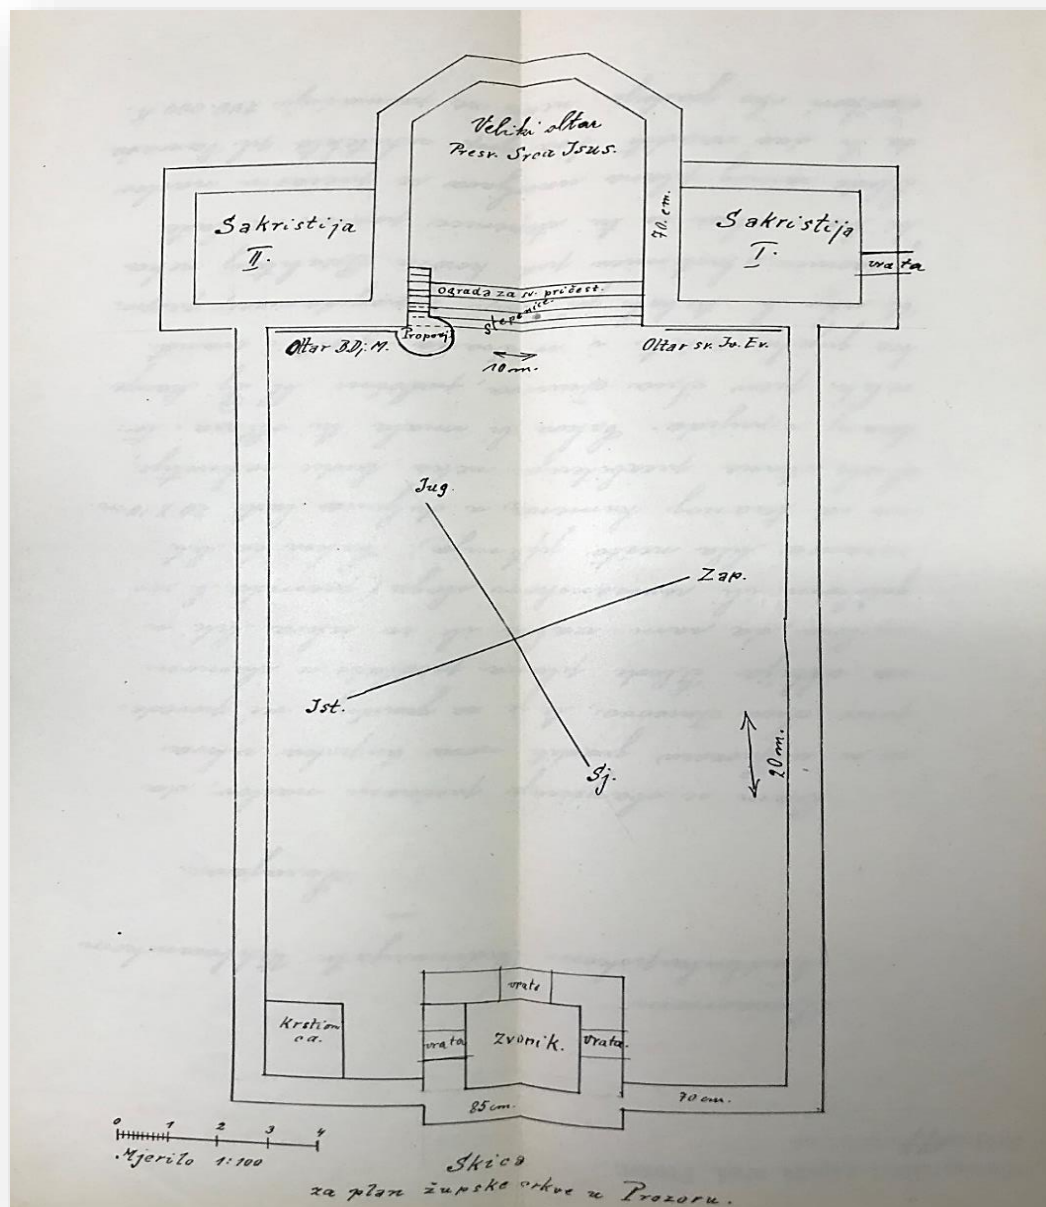 Veliki oltar
Presv. Srca Isus.
Sakristija
II.
70 cm.
Sakristija
I.
vrata
ograda za sv. pričest.
stepenice.
Propovj.
Oltar B.Dj. M.
10 m.
Oltar sv. Iv. Ev.
Jug.
Zap.
Ist.
Sj.
20 m.
vrata
Krstion
ca.
vrata
Zvonik.
vrata.
85 cm.
70 cm.
0 1 2 3 4
Mjerilo 1:100
Skica
za plan župske crkve u Prozoru.